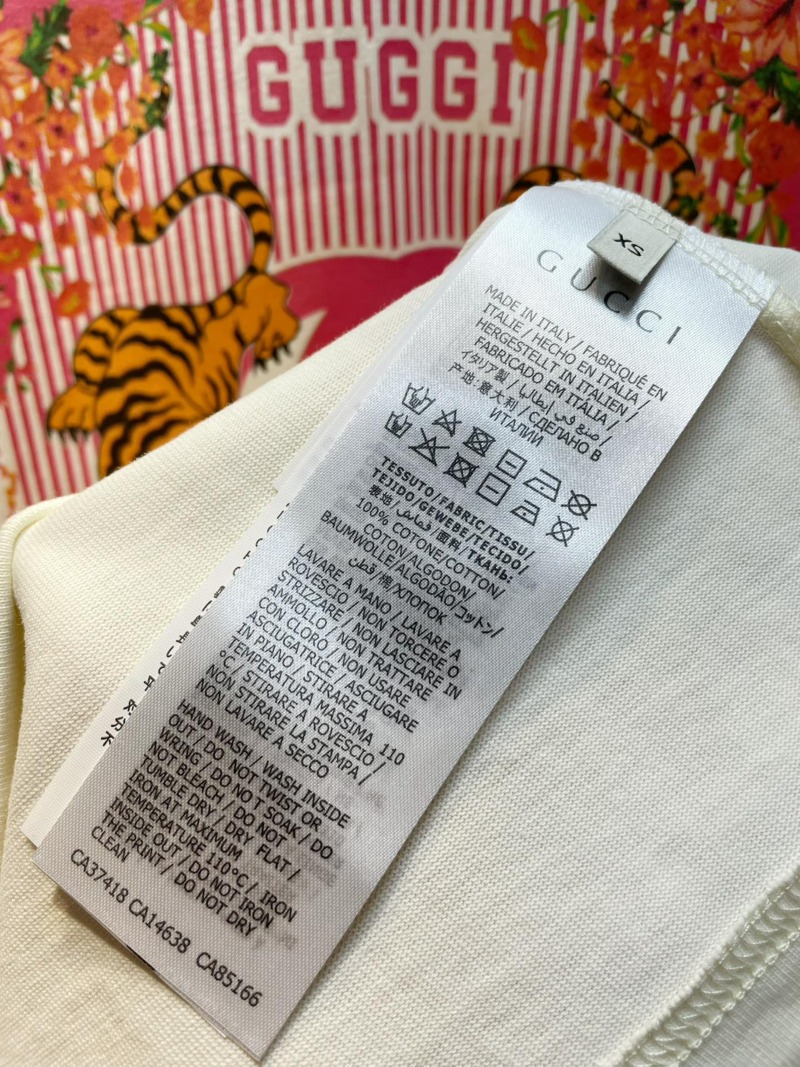 GUGGI
XS
GUCCI
MADE IN ITALY / FABRIQUÉ EN
ITALIE / HECHO EN ITALIA /
HERGESTELLT IN ITALIEN /
FABRICADO EM ITÁLIA /
イタリア製 / صنع في إيطاليا /
产地:意大利 / СДЕЛАНО В
ИТАЛИИ
TESSUTO/FABRIC/TISSU/
TEJIDO/GEWEBE/TECIDO/
表地/قماش/面料/ТКАНЬ:
100% COTONE/COTTON/
COTON/ALGODON/
BAUMWOLLE/ALGODÃO/コットン/
قطن/棉/ХЛОПОК
LAVARE A MANO / LAVARE A
ROVESCIO / NON TORCERE O
STRIZZARE / NON LASCIARE IN
AMMOLLO / NON TRATTARE
CON CLORO / NON USARE
ASCIUGATRICE / ASCIUGARE
IN PIANO / STIRARE A
TEMPERATURA MASSIMA 110
°C / STIRARE A ROVESCIO /
NON STIRARE LA STAMPA /
NON LAVARE A SECCO
HAND WASH / WASH INSIDE
OUT / DO NOT TWIST OR
WRING / DO NOT SOAK / DO
NOT BLEACH / DO NOT
TUMBLE DRY / DRY FLAT /
IRON AT MAXIMUM
TEMPERATURE 110°C / IRON
INSIDE OUT / DO NOT IRON
THE PRINT / DO NOT DRY
CLEAN
CA37418 CA14638 CA85166